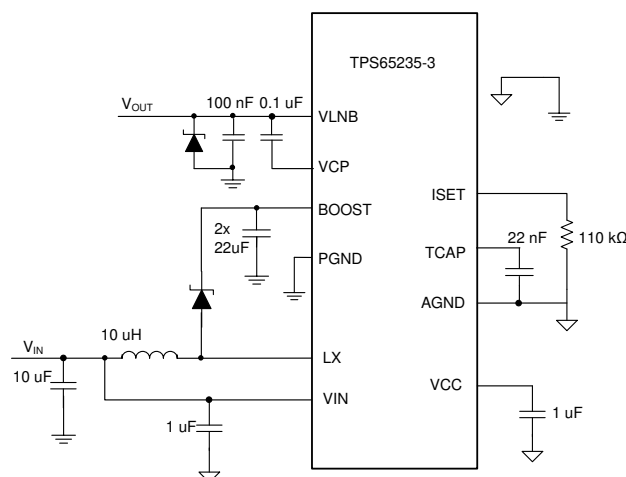 TPS65235-3
VOUT
100 nF
0.1 uF
VLNB
VCP
BOOST
2x
22uF
PGND
ISET
TCAP
22 nF
110 kΩ
AGND
10 uH
VIN
10 uF
LX
VIN
1 uF
VCC
1 uF